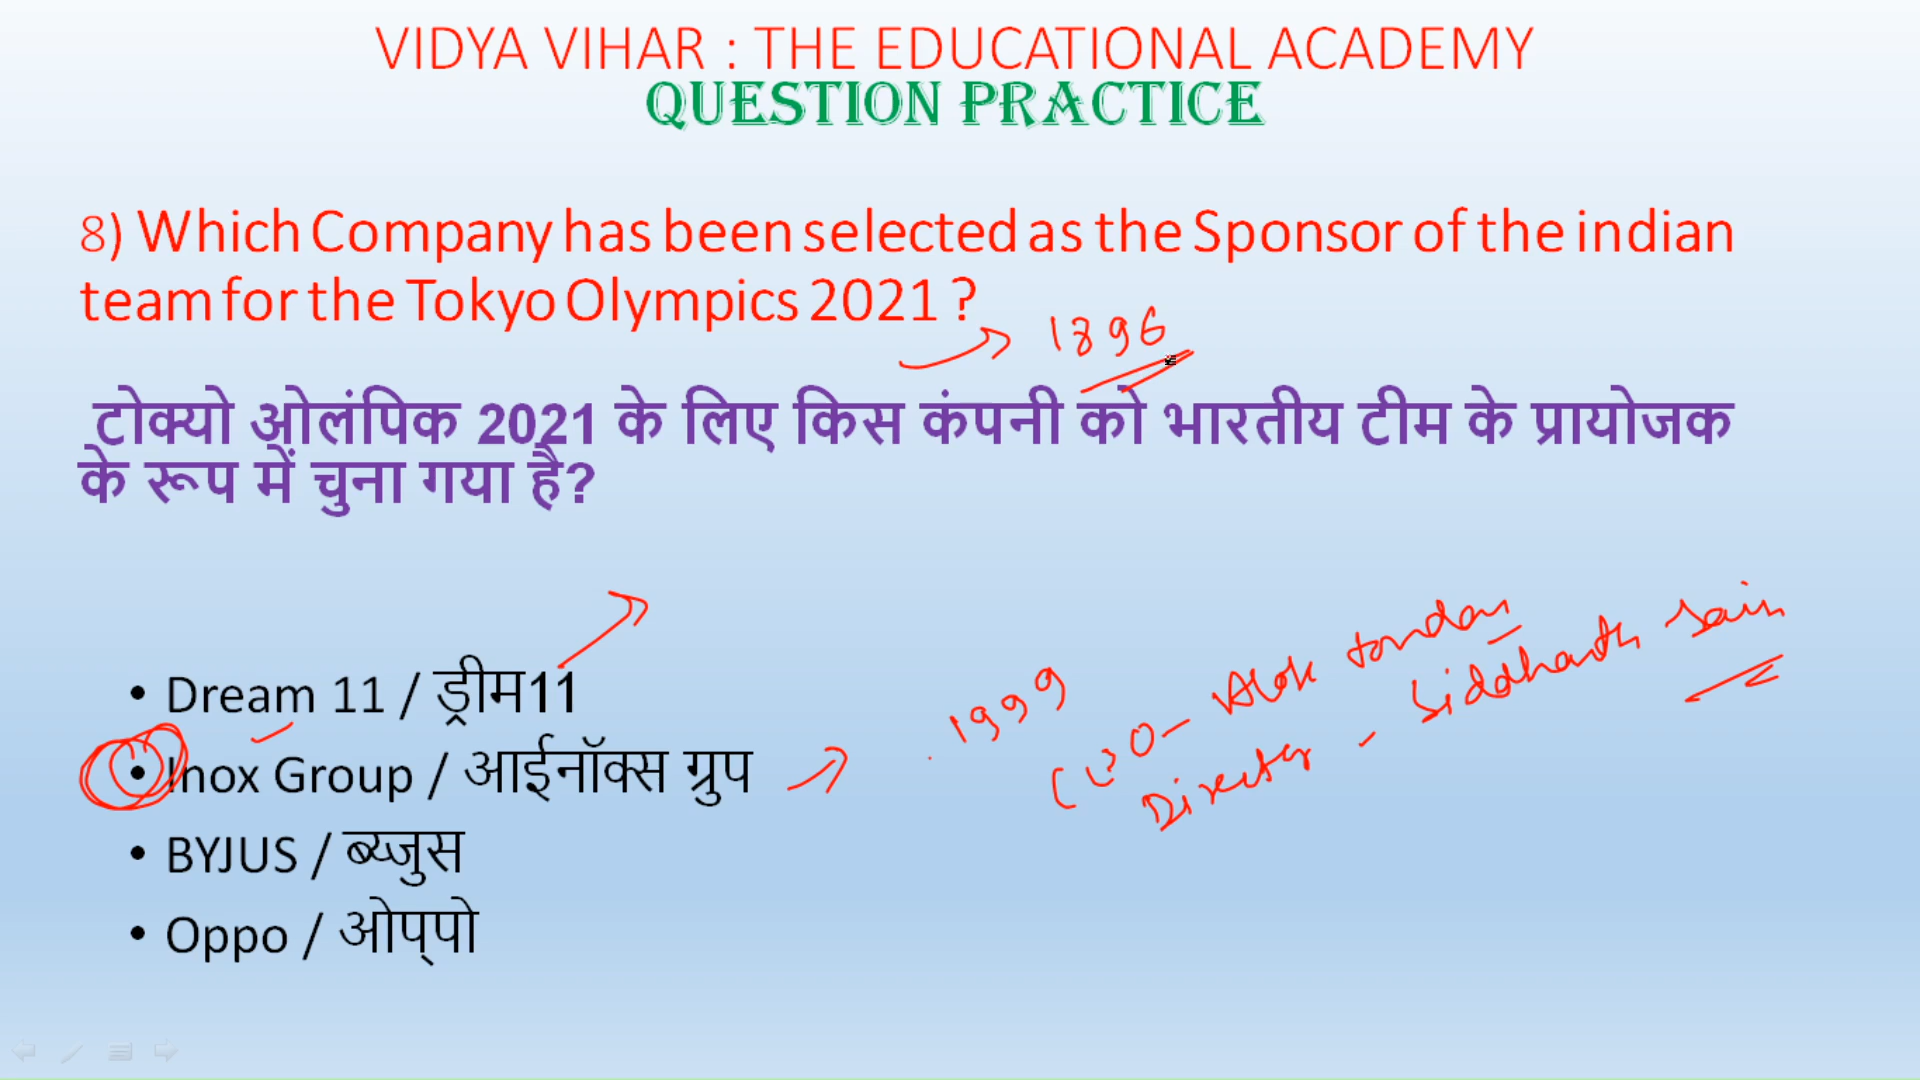 VIDYA VIHAR : THE EDUCATIONAL ACADEMY
QUESTION PRACTICE
8) Which Company has been selected as the Sponsor of the indian
team for the Tokyo Olympics 2021 ?
1896
टोक्यो ओलंपिक 2021 के लिए किस कंपनी को भारतीय टीम के प्रायोजक
के रूप में चुना गया है?
• Dream 11 / ड्रीम11
• Inox Group / आईनॉक्स ग्रुप
• BYJUS / ब्य्जुस
• Oppo / ओप्पो
1999
CEO - Alok tondon
Director - Siddharth Jain